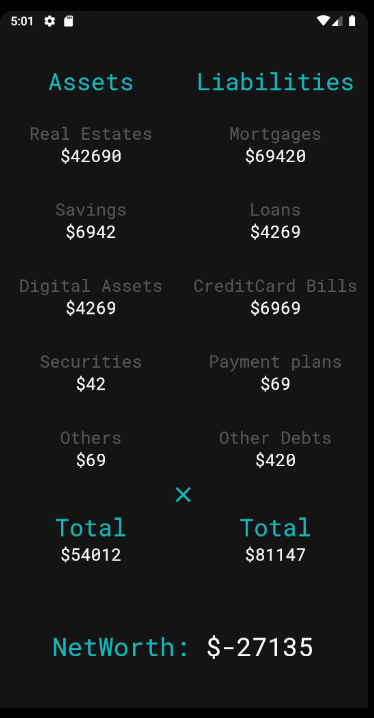 5:01
Assets Liabilities
Real Estates Mortgages
$42690 $69420
Savings Loans
$6942 $4269
Digital Assets CreditCard Bills
$4269 $6969
Securities Payment plans
$42 $69
Others Other Debts
$69 $420
Total Total
$54012 $81147
NetWorth: $-27135